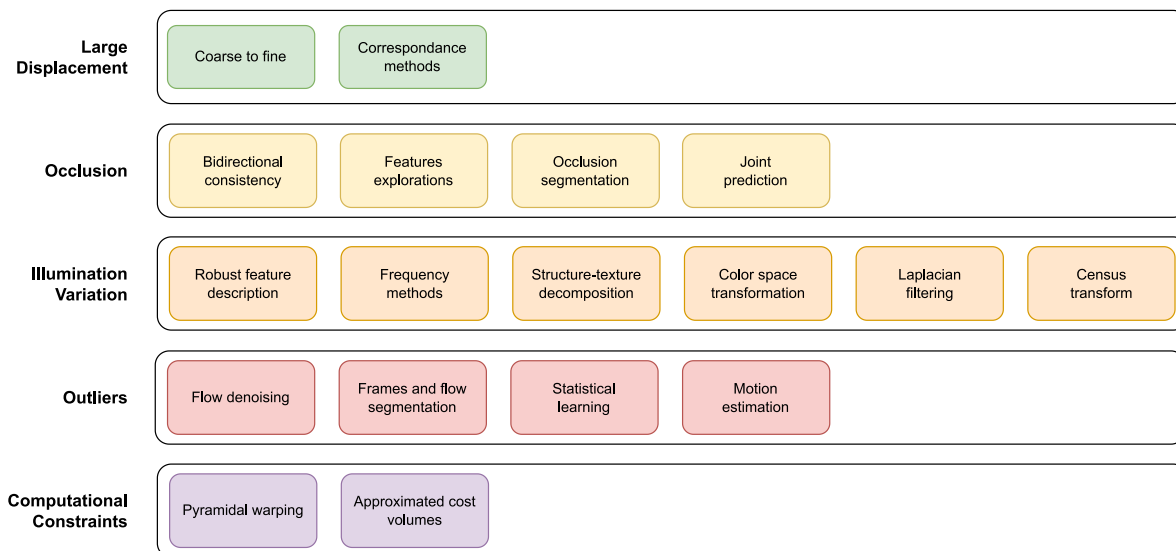 Large
Displacement
Coarse to fine
Correspondance
methods
Occlusion
Bidirectional
consistency
Features
explorations
Occlusion
segmentation
Joint
prediction
Illumination
Variation
Robust feature
description
Frequency
methods
Structure-texture
decomposition
Color space
transformation
Laplacian
filtering
Census
transform
Outliers
Flow denoising
Frames and flow
segmentation
Statistical
learning
Motion
estimation
Computational
Constraints
Pyramidal warping
Approximated cost
volumes